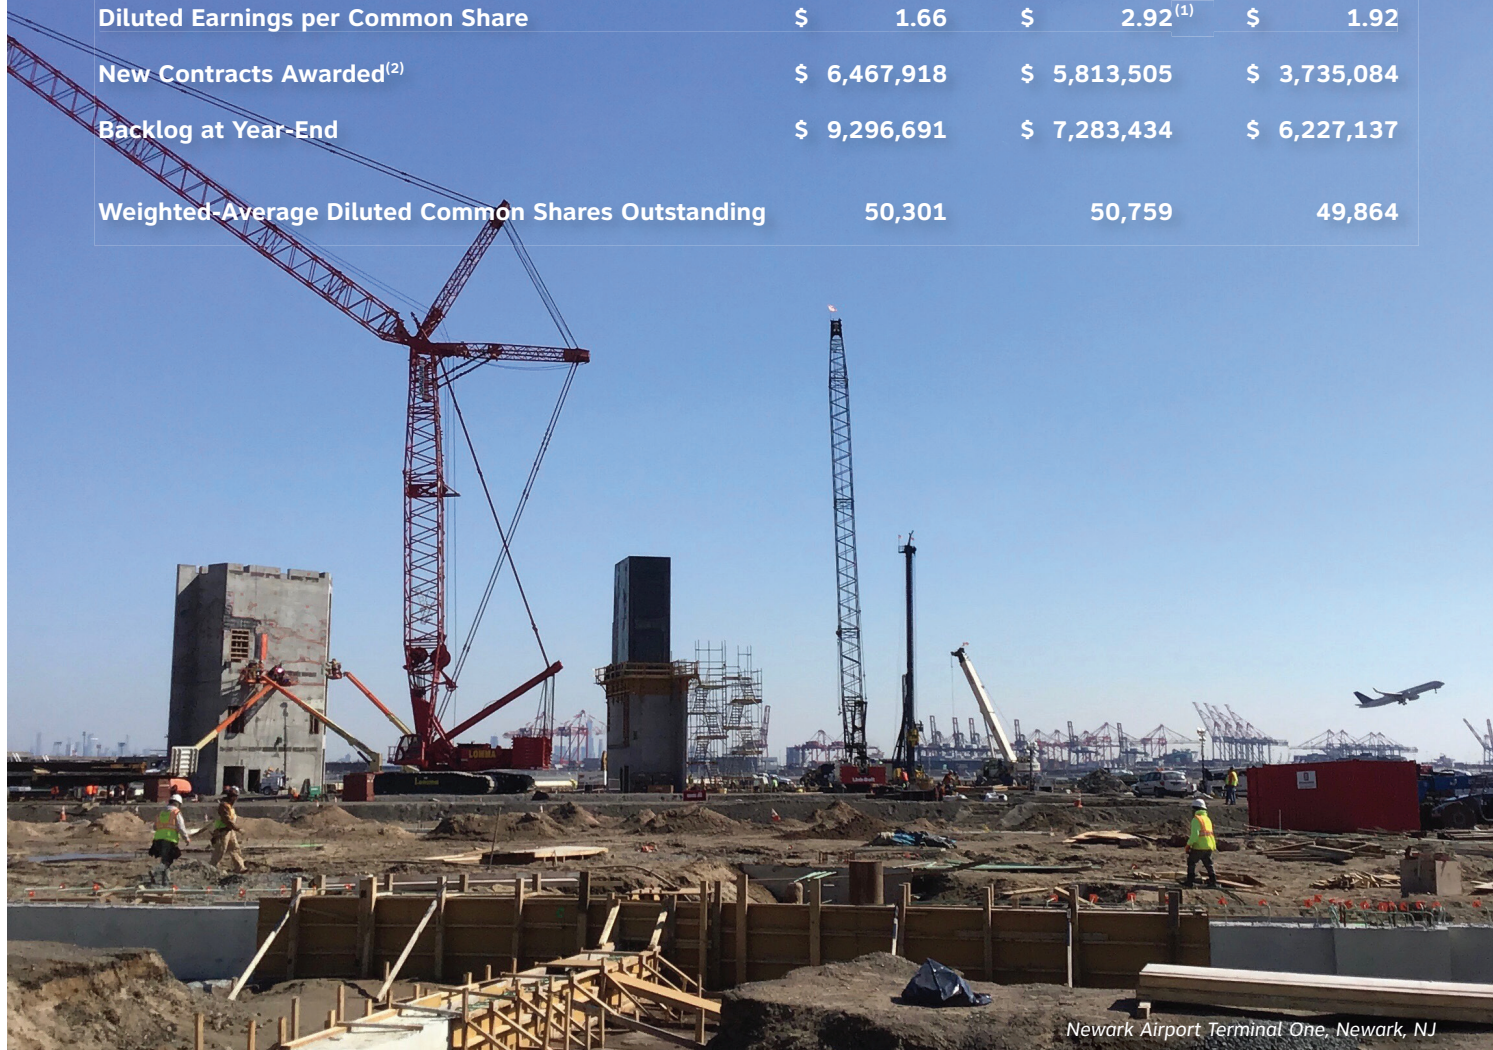 Diluted Earnings per Common Share $ 1.66 $ 2.92(1) $ 1.92
New Contracts Awarded(2) $ 6,467,918 $ 5,813,505 $ 3,735,084
Backlog at Year-End $ 9,296,691 $ 7,283,434 $ 6,227,137
Weighted-Average Diluted Common Shares Outstanding 50,301 50,759 49,864
Newark Airport Terminal One, Newark, NJ